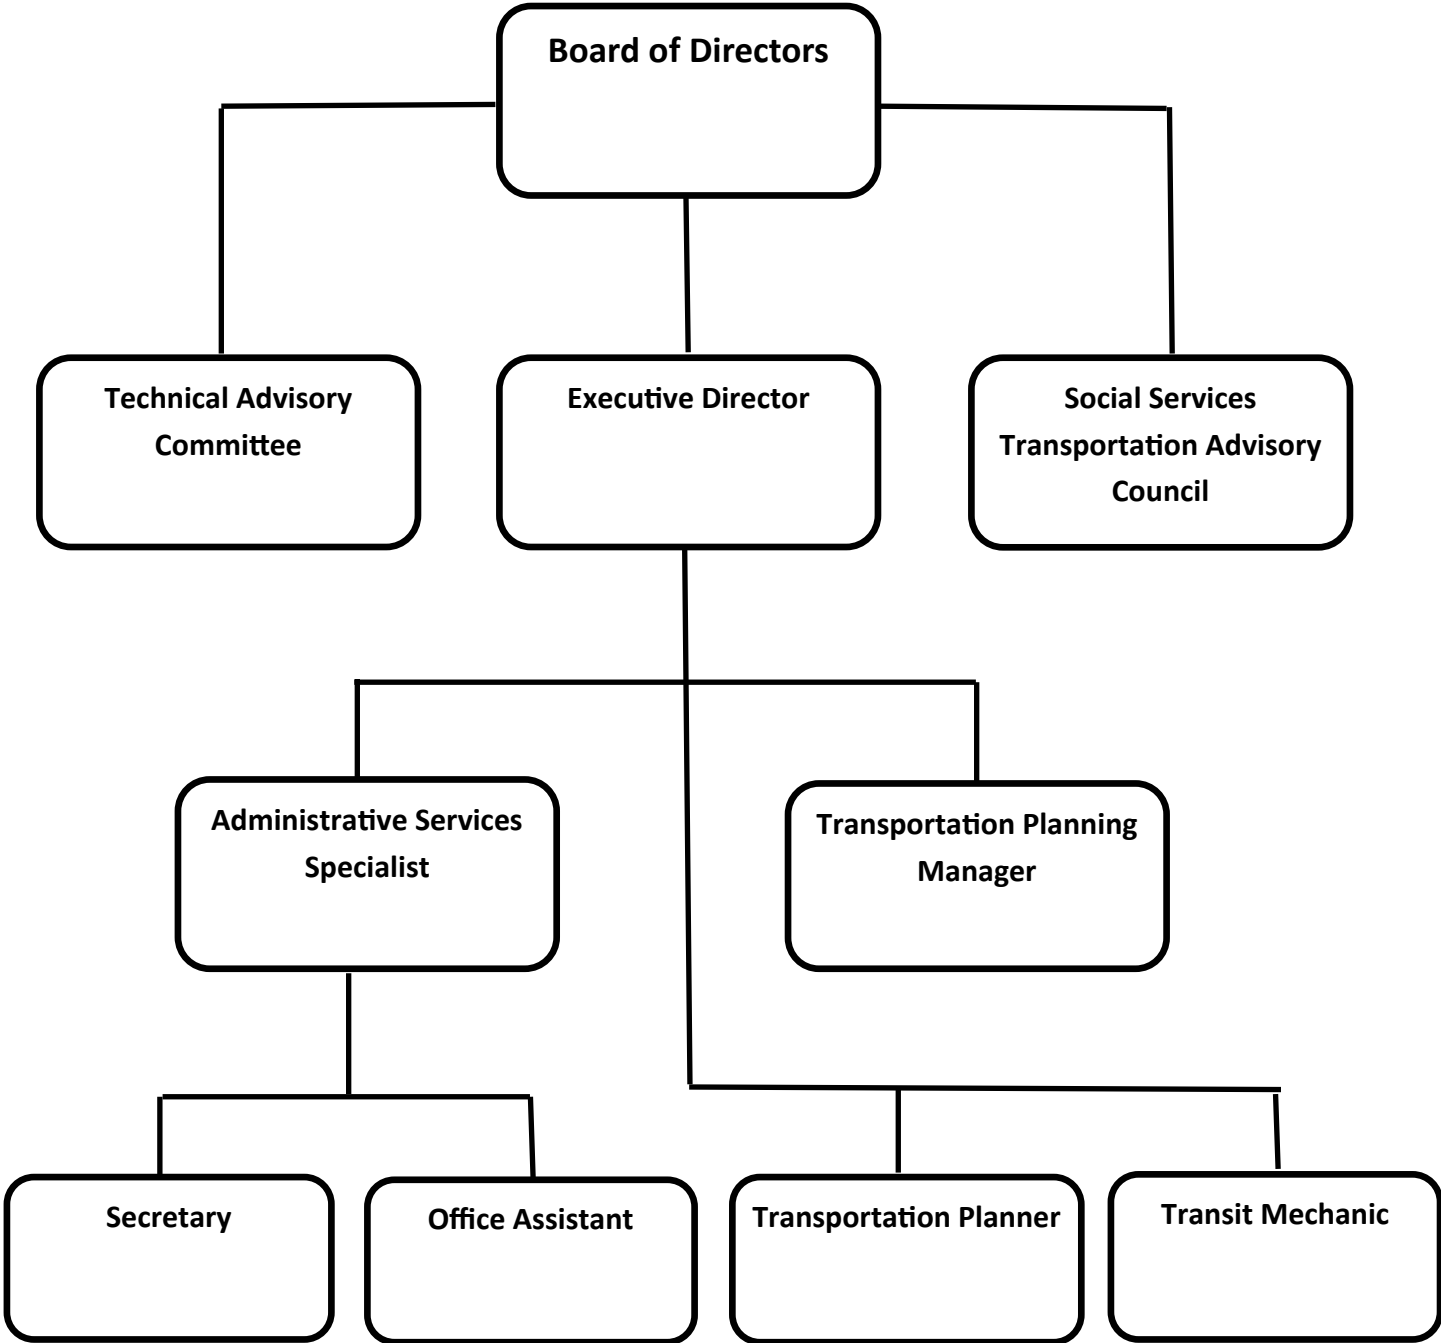 Board of Directors
Technical Advisory
Committee
Executive Director
Social Services
Transportation Advisory
Council
Administrative Services
Specialist
Transportation Planning
Manager
Secretary
Office Assistant
Transportation Planner
Transit Mechanic